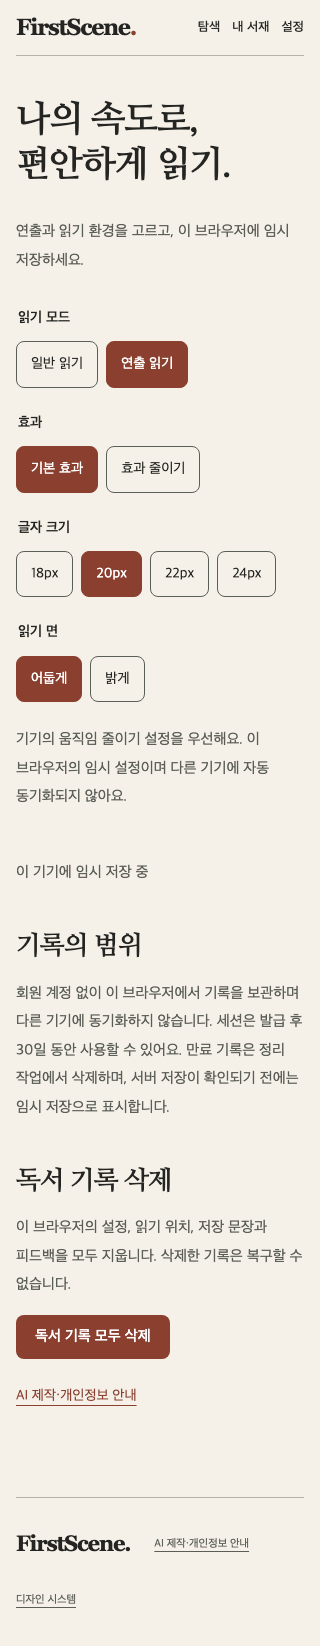 FirstScene.
탐색 내 서재 설정
나의 속도로,
편안하게 읽기.
연출과 읽기 환경을 고르고, 이 브라우저에 임시
저장하세요.
읽기 모드
일반 읽기 연출 읽기
효과
기본 효과 효과 줄이기
글자 크기
18px 20px 22px 24px
읽기 면
어둡게 밝게
기기의 움직임 줄이기 설정을 우선해요. 이
브라우저의 임시 설정이며 다른 기기에 자동
동기화되지 않아요.
이 기기에 임시 저장 중
기록의 범위
회원 계정 없이 이 브라우저에서 기록을 보관하며
다른 기기에 동기화하지 않습니다. 세션은 발급 후
30일 동안 사용할 수 있어요. 만료 기록은 정리
작업에서 삭제하며, 서버 저장이 확인되기 전에는
임시 저장으로 표시합니다.
독서 기록 삭제
이 브라우저의 설정, 읽기 위치, 저장 문장과
피드백을 모두 지웁니다. 삭제한 기록은 복구할 수
없습니다.
독서 기록 모두 삭제
AI 제작·개인정보 안내
FirstScene. AI 제작·개인정보 안내
디자인 시스템